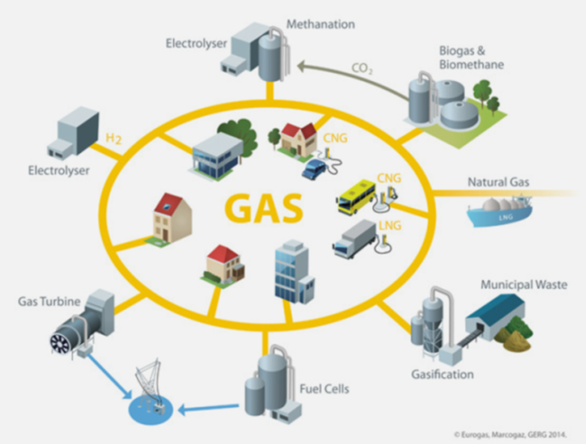 Methanation
Electrolyser
Biogas &
Biomethane
CO2
H2
Electrolyser
CNG
CNG
Natural Gas
GAS
LNG
LNG
Municipal Waste
Gas Turbine
Gasification
Fuel Cells
© Eurogas, Marcogaz, GERG 2014.